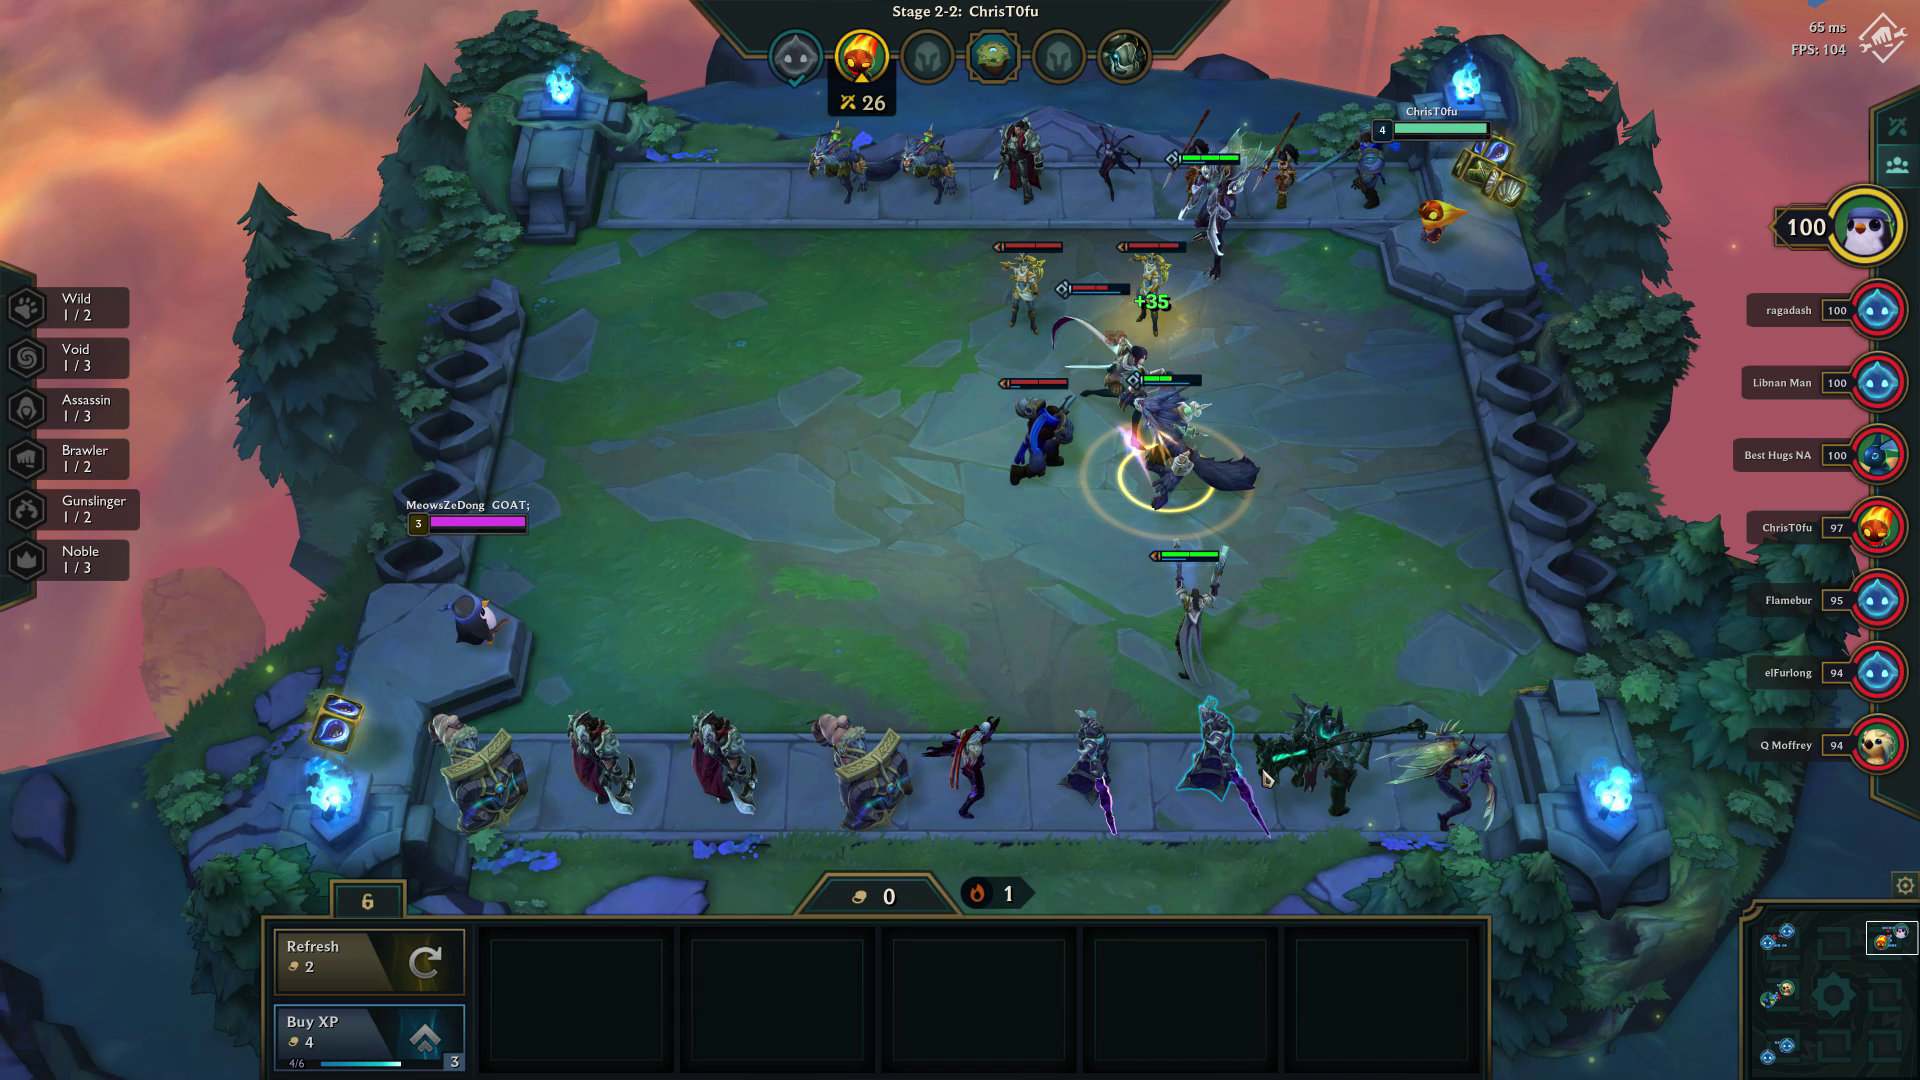 Stage 2-2: ChrisT0fu
65 ms
FPS: 104
26
ChrisT0fu
4
100
Wild
1 / 2
Void
1 / 3
Assassin
1 / 3
Brawler
1 / 2
Gunslinger
1 / 2
Noble
1 / 3
+35
ragadash 100
Libnan Man 100
Best Hugs NA 100
ChrisT0fu 97
Flamebur 95
elFurlong 94
Q Moffrey 94
MeowsZeDong GOAT;
3
6
0
1
Refresh
2
Buy XP
4
4/6
3